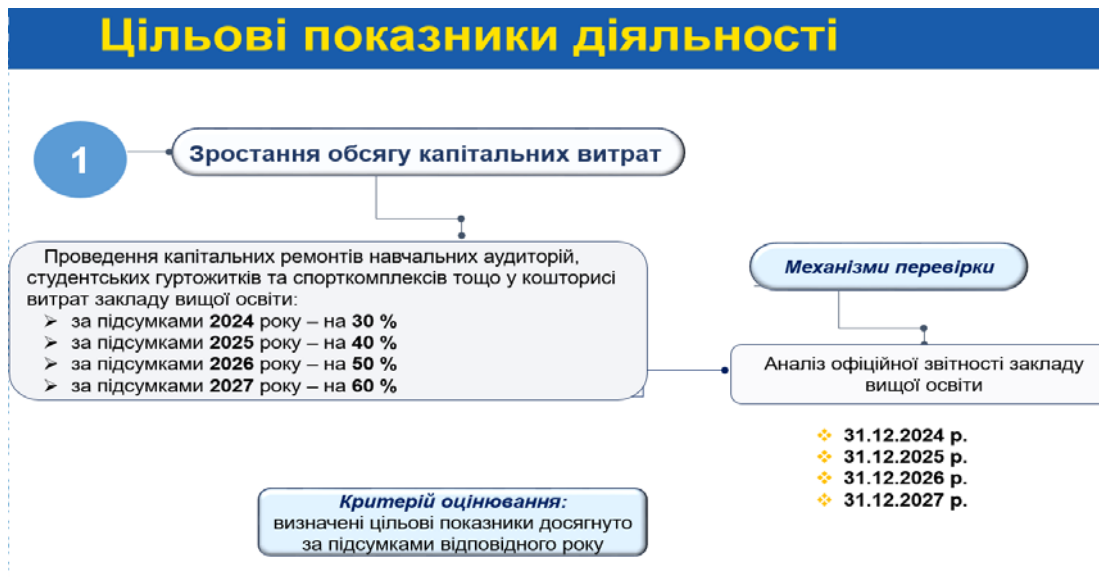 Цільові показники діяльності
1
Зростання обсягу капітальних витрат
Проведення капітальних ремонтів навчальних аудиторій,
студентських гуртожитків та спорткомплексів тощо у кошторисі
витрат закладу вищої освіти:
➢ за підсумками 2024 року – на 30 %
➢ за підсумками 2025 року – на 40 %
➢ за підсумками 2026 року – на 50 %
➢ за підсумками 2027 року – на 60 %
Механізми перевірки
Аналіз офіційної звітності закладу
вищої освіти
❖ 31.12.2024 р.
❖ 31.12.2025 р.
❖ 31.12.2026 р.
❖ 31.12.2027 р.
Критерій оцінювання:
визначені цільові показники досягнуто
за підсумками відповідного року